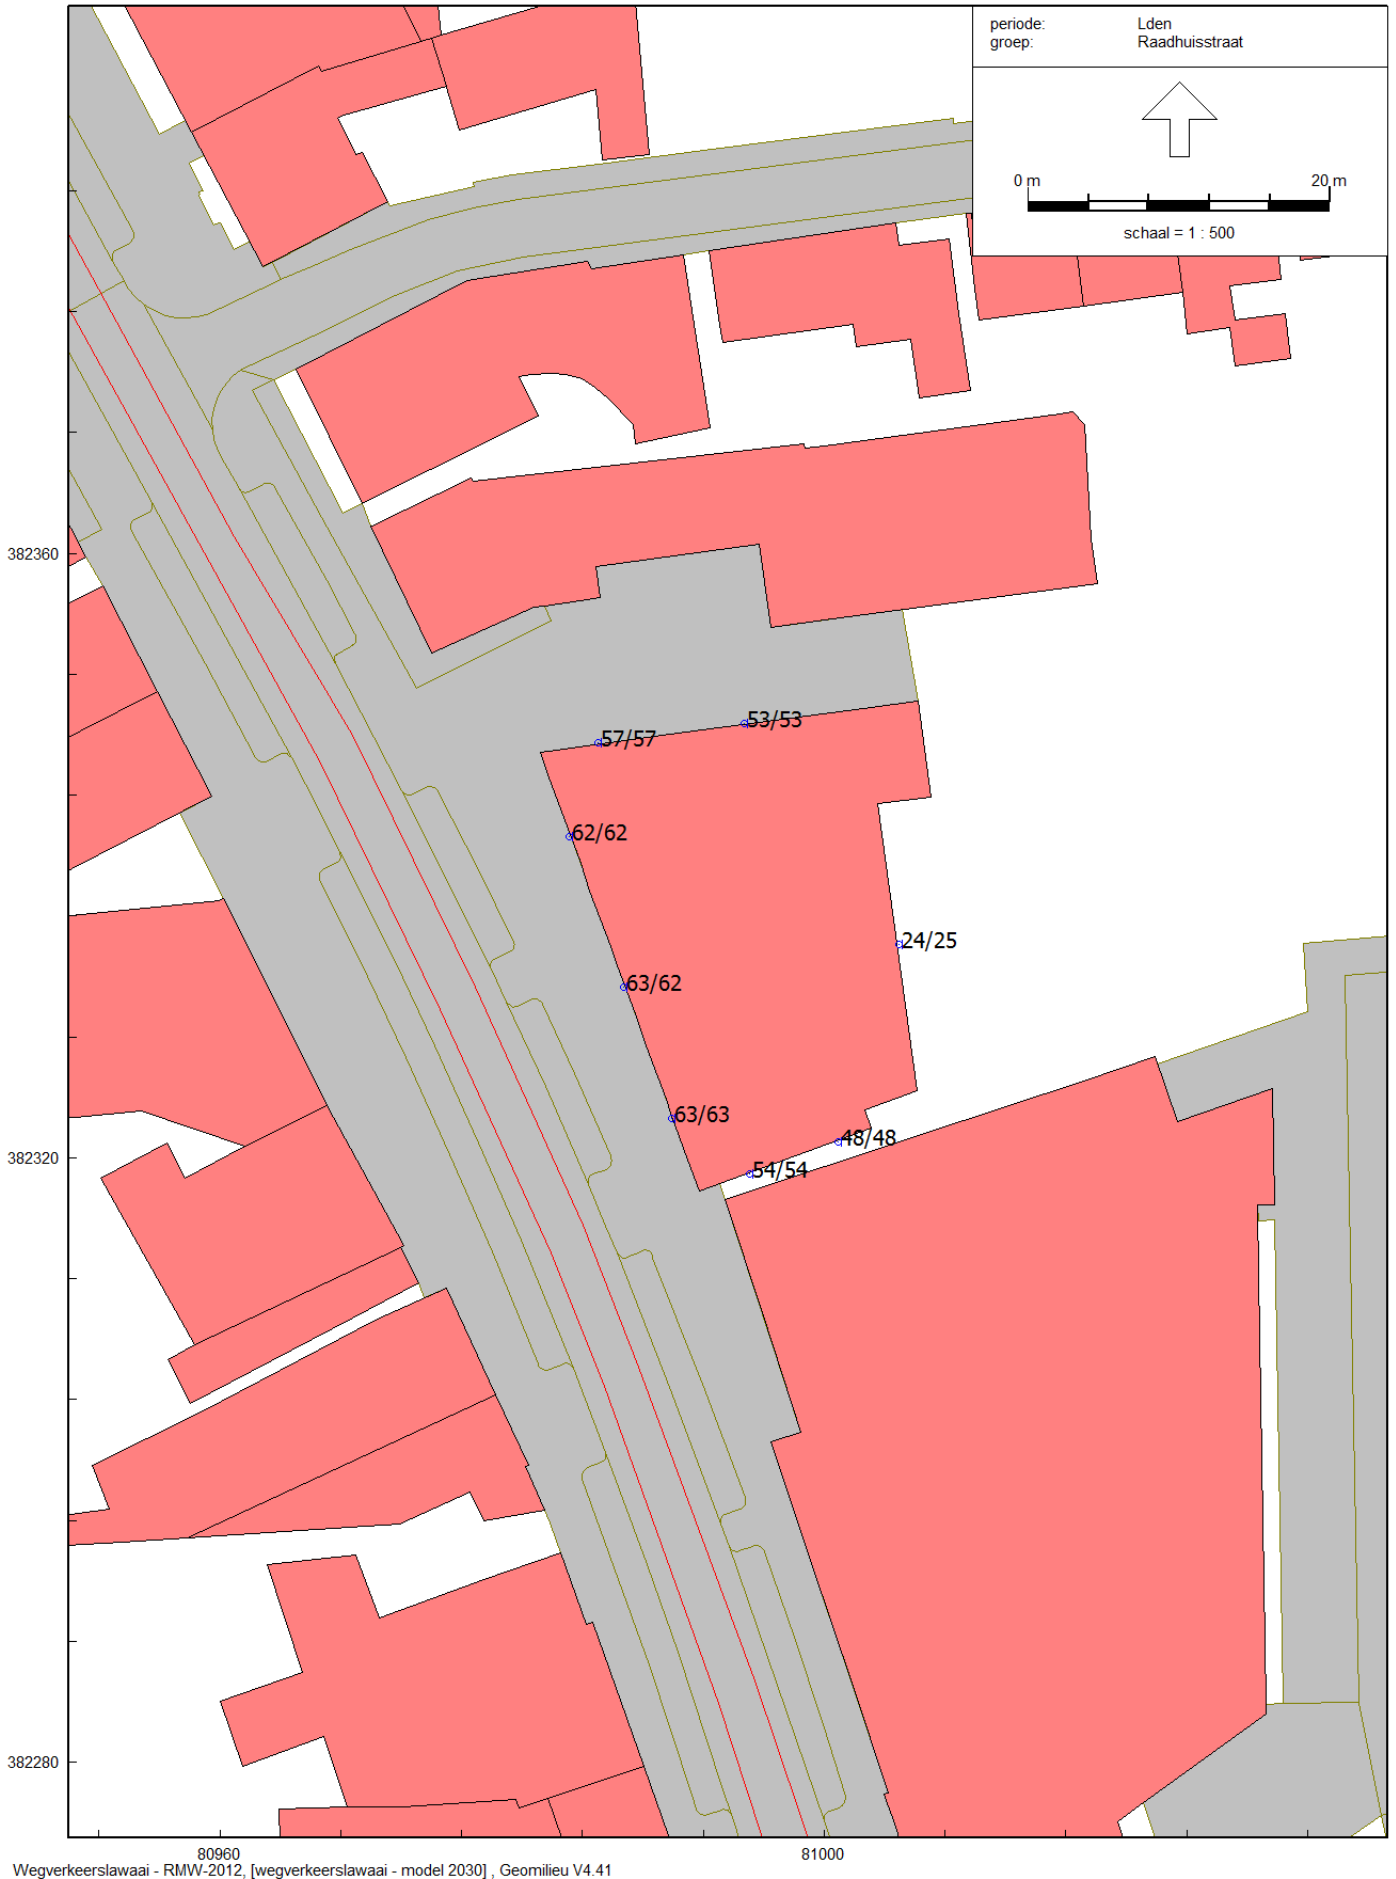 periode: Lden
groep: Raadhuisstraat
0 m 20 m
schaal = 1 : 500
382360
53/53
57/57
62/62
24/25
63/62
63/63
48/48
54/54
382320
382280
80960 81000
Wegverkeerslawaai - RMW-2012, [wegverkeerslawaai - model 2030] , Geomilieu V4.41